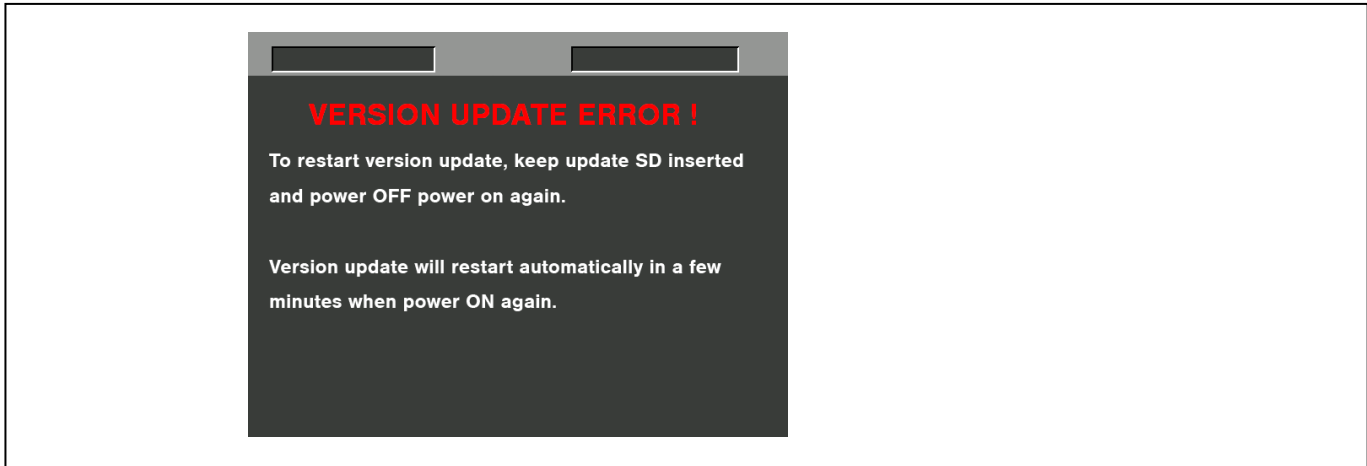 VERSION UPDATE ERROR !
To restart version update, keep update SD inserted
and power OFF power on again.
Version update will restart automatically in a few
minutes when power ON again.